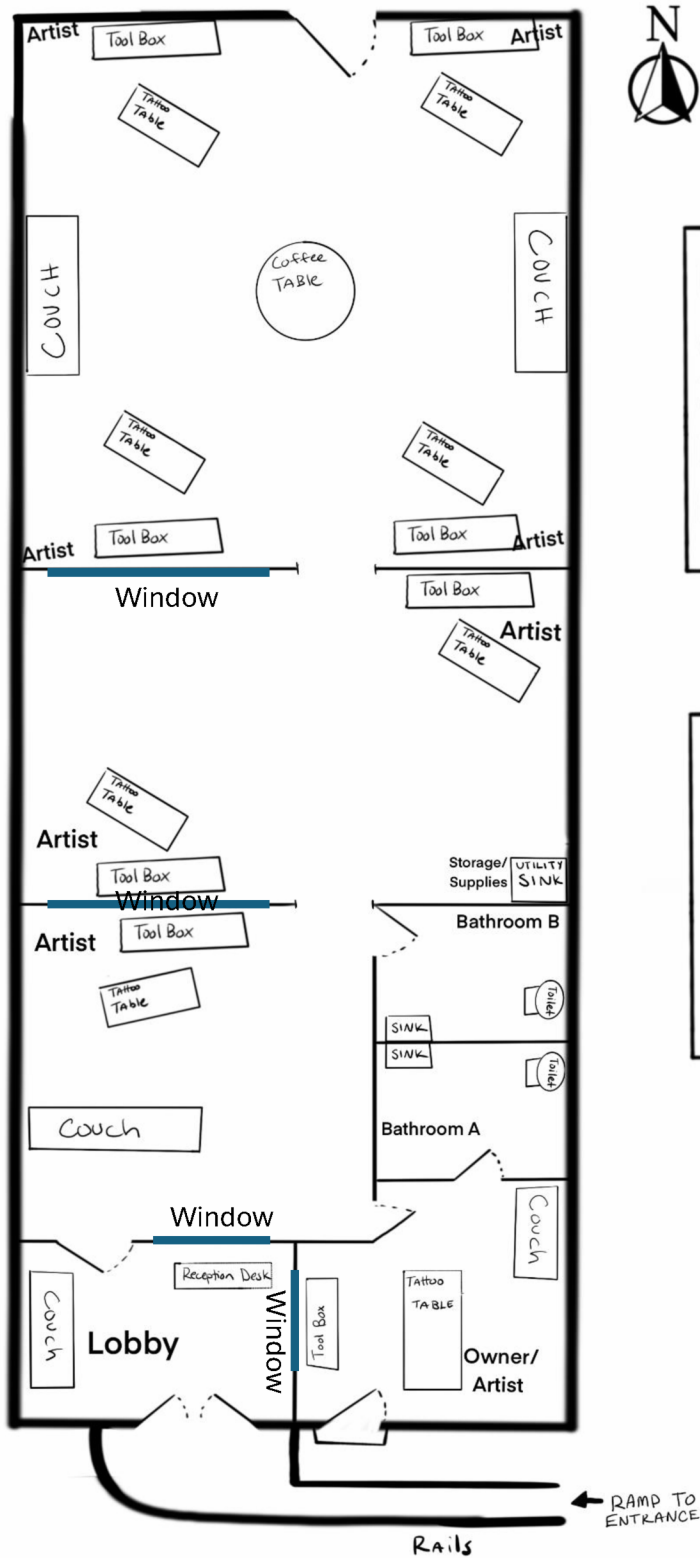 N
Artist
Tool Box
Tool Box
Artist
Tattoo
TABle
Tattoo
TAble
COUCH
Coffee
TABle
COUCH
Tattoo
Table
Tattoo
Table
Artist
Tool Box
Tool Box
Artist
Window
Tool Box
Artist
Tattoo
TAble
Tattoo
TAble
Artist
Tool Box
Storage/
Supplies
UTILITY
SINK
Window
Artist
Tool Box
Bathroom B
Tattoo
Table
Toilet
SINK
SINK
Toilet
Couch
Bathroom A
Window
Couch
Reception Desk
Couch
Lobby
Window
Tool Box
TATToo
TABLE
Owner/
Artist
RAMP TO
ENTRANCE
RAils